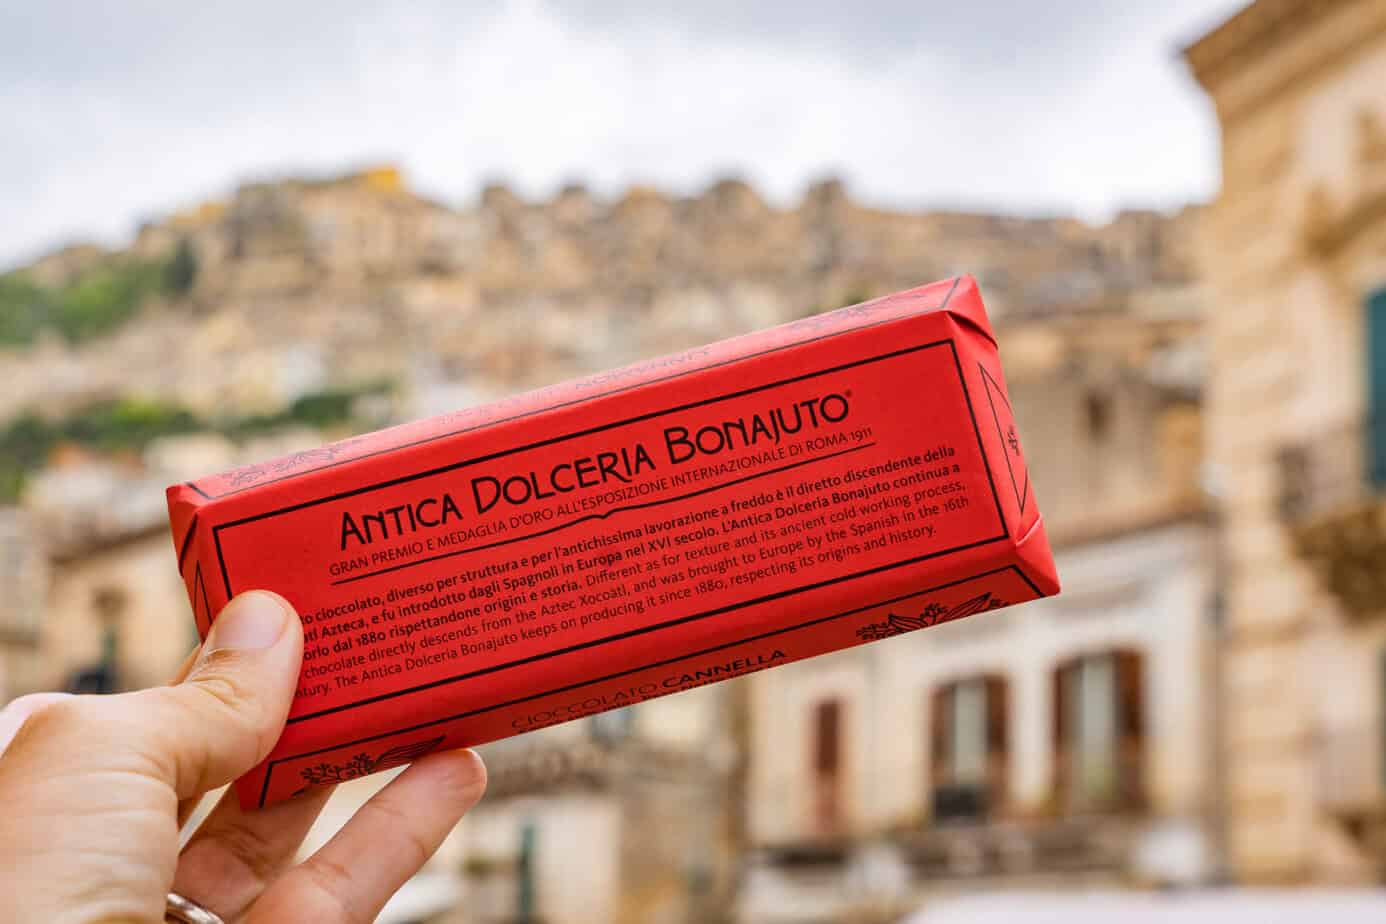 ANTICA DOLCERIA BONAJUTO®
GRAN PREMIO E MEDAGLIA D'ORO ALL'ESPOSIZIONE INTERNAZIONALE DI ROMA 1911
o cioccolato, diverso per struttura e per l'antichissima lavorazione a freddo è il diretto discendente della
atl Azteca, e fu introdotto dagli Spagnoli in Europa nel XVI secolo. L'Antica Dolceria Bonajuto continua a
orlo dal 1880 rispettandone origini e storia. Different as for texture and its ancient cold working process,
chocolate directly descends from the Aztec Xocoàtl, and was brought to Europe by the Spanish in the 16th
ntury. The Antica Dolceria Bonajuto keeps on producing it since 1880, respecting its origins and history.
CIOCCOLATO CANNELLA